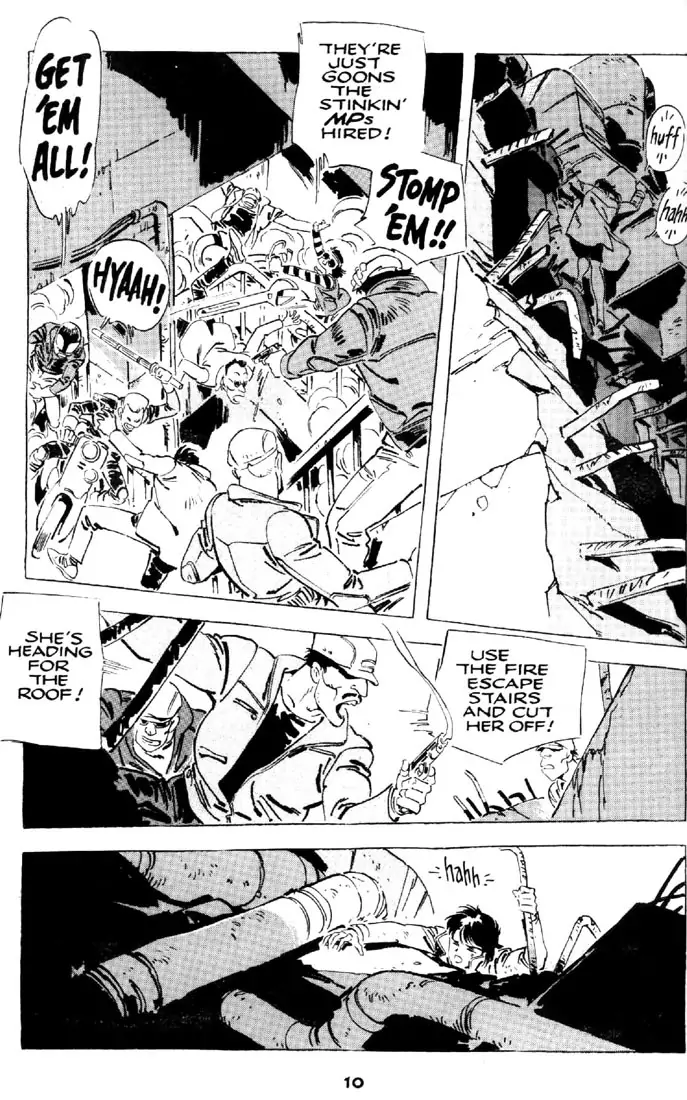 GET
'EM
ALL!
THEY'RE
JUST
GOONS
THE
STINKIN'
MPs
HIRED!
STOMP
'EM!!
HYAAH!
huff
hahh
SHE'S
HEADING
FOR
THE
ROOF!
USE
THE FIRE
ESCAPE
STAIRS
AND CUT
HER OFF!
hahh
10